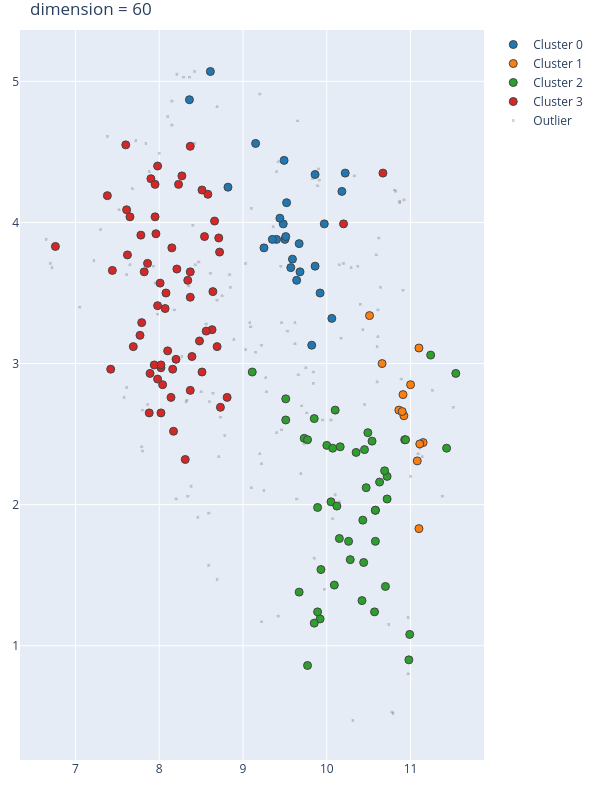 dimension = 60
Cluster 0
Cluster 1
Cluster 2
Cluster 3
Outlier
5
4
3
2
1
7 8 9 10 11